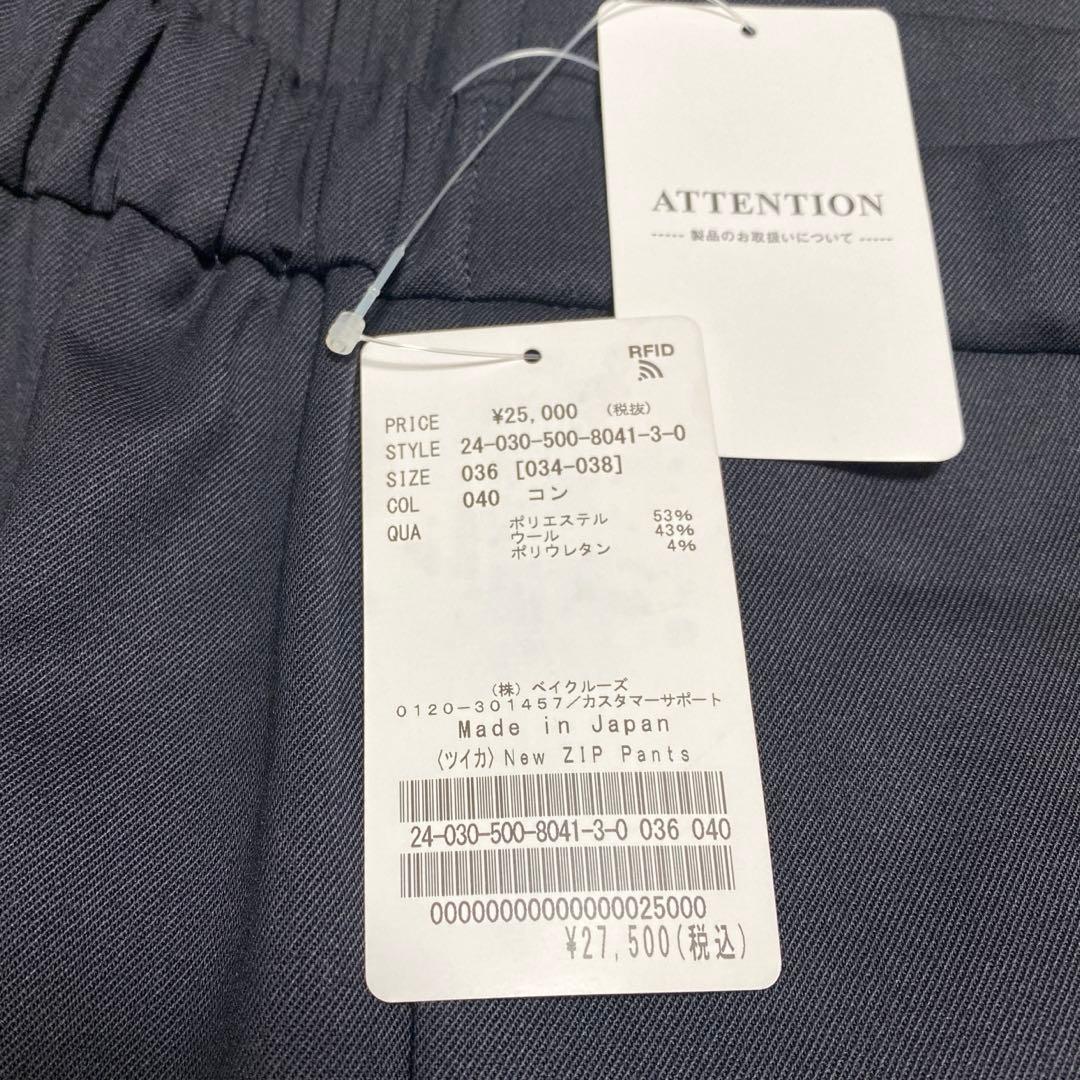 ATTENTION
----- 製品のお取扱いについて -----
RFID
PRICE ¥25,000 (税抜)
STYLE 24-030-500-8041-3-0
SIZE 036 [034-038]
COL 040 コン
QUA ポリエステル 53%
ウール 43%
ポリウレタン 4%
(株) ベイクルーズ
0120-301457/カスタマーサポート
Made in Japan
〈ツイカ〉New ZIP Pants
24-030-500-8041-3-0 036 040
00000000000000025000
¥27,500(税込)